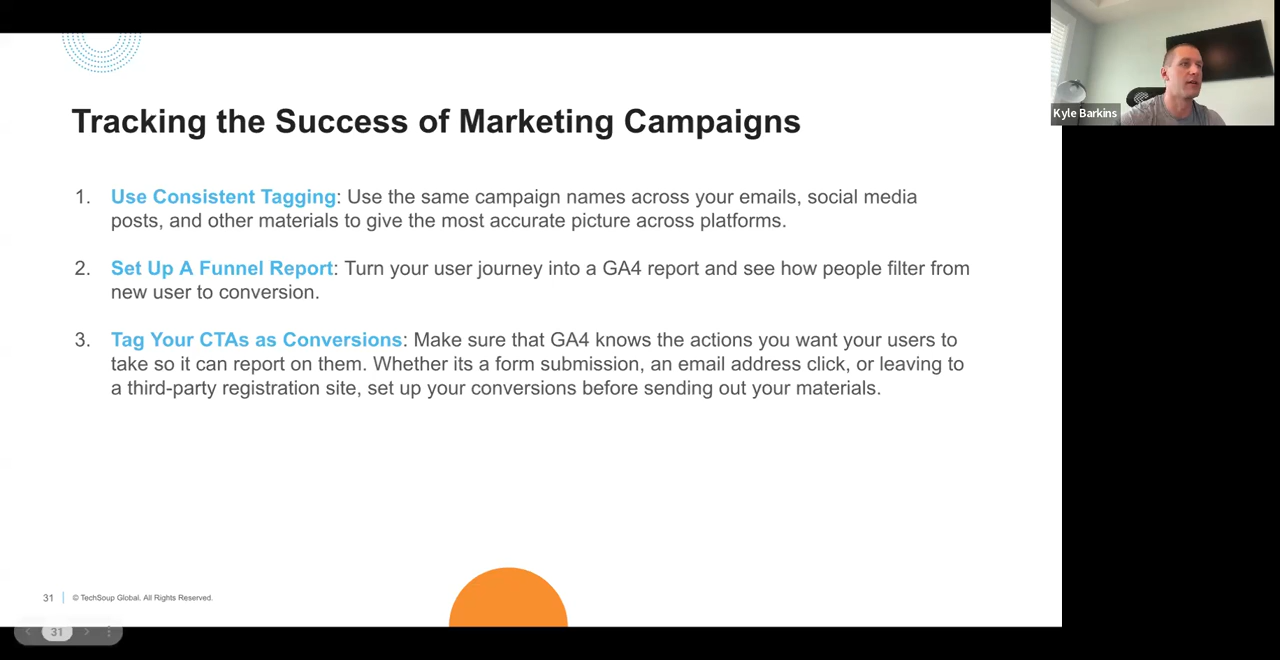 Tracking the Success of Marketing Campaigns
1. Use Consistent Tagging: Use the same campaign names across your emails, social media
posts, and other materials to give the most accurate picture across platforms.
2. Set Up A Funnel Report: Turn your user journey into a GA4 report and see how people filter from
new user to conversion.
3. Tag Your CTAs as Conversions: Make sure that GA4 knows the actions you want your users to
take so it can report on them. Whether its a form submission, an email address click, or leaving to
a third-party registration site, set up your conversions before sending out your materials.
31 | © TechSoup Global. All Rights Reserved.
31
Kyle Barkins